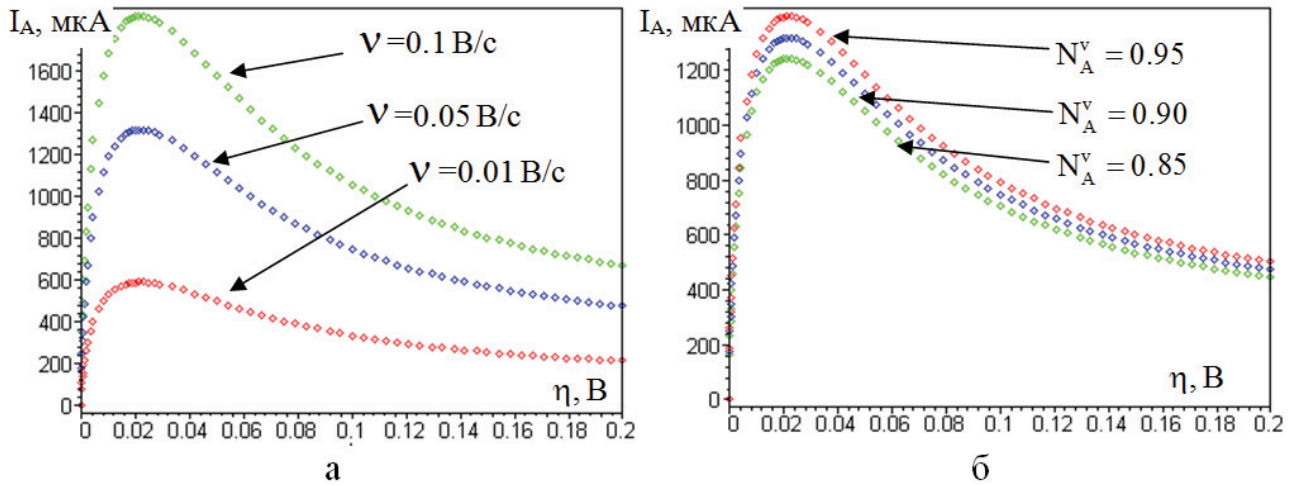 I_A, мкА
ν = 0.1 В/с
ν = 0.05 В/с
ν = 0.01 В/с
1600
1400
1200
1000
800
600
400
200
0
η, В
0 0.02 0.04 0.06 0.08 0.1 0.12 0.14 0.16 0.18 0.2
а
I_A, мкА
N_A^v = 0.95
N_A^v = 0.90
N_A^v = 0.85
1200
1000
800
600
400
200
0
η, В
0 0.02 0.04 0.06 0.08 0.1 0.12 0.14 0.16 0.18 0.2
б